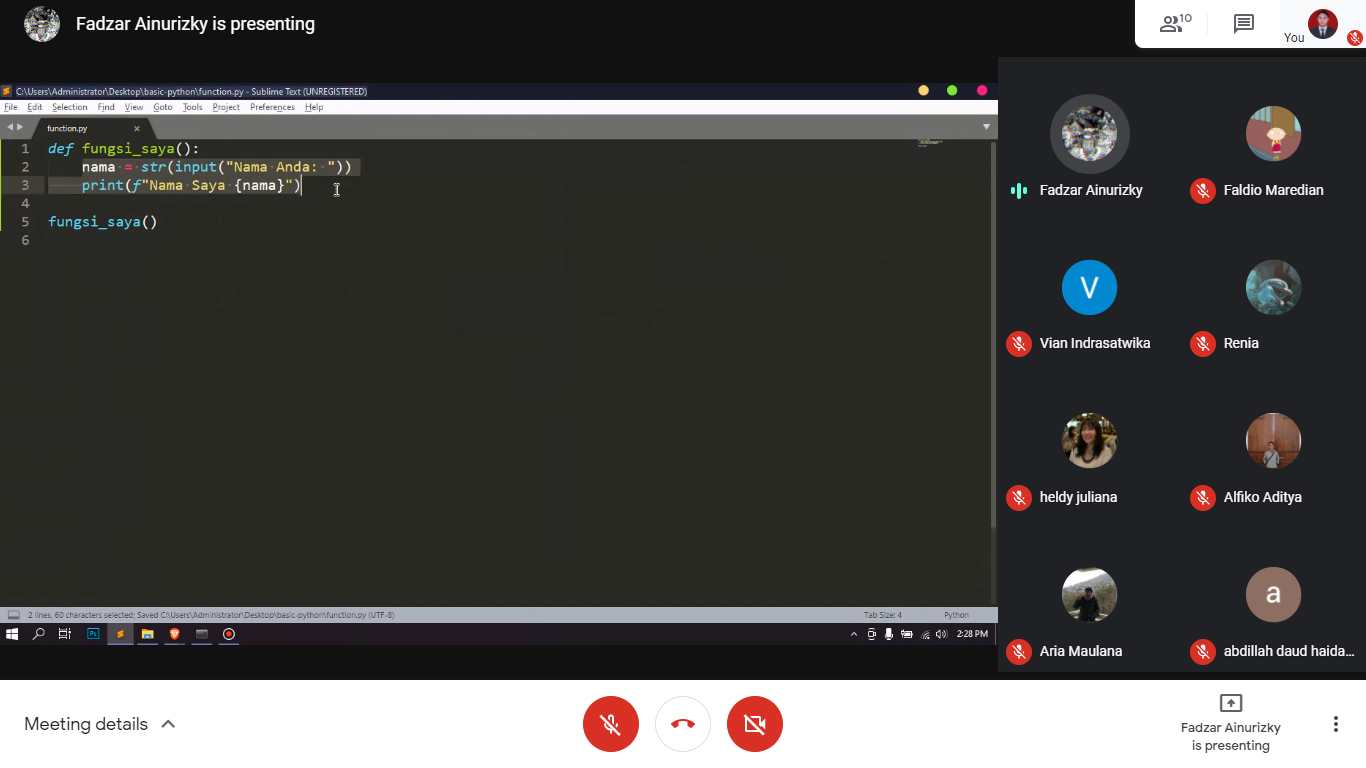 Fadzar Ainurizky is presenting
10
You
C:\Users\Administrator\Desktop\basic-python\function.py - Sublime Text (UNREGISTERED)
File Edit Selection Find View Goto Tools Project Preferences Help
function.py
1 def fungsi_saya():
2 nama = str(input("Nama Anda: "))
3 print(f"Nama Saya {nama}")
4
5 fungsi_saya()
6
2 lines, 60 characters selected; Saved C:\Users\Administrator\Desktop\basic-python\function.py (UTF-8)
Tab Size: 4
Python
Ps
2:28 PM
Fadzar Ainurizky
Faldio Maredian
V
Vian Indrasatwika
Renia
heldy juliana
Alfiko Aditya
Aria Maulana
a
abdillah daud haida...
Meeting details
Fadzar Ainurizky
is presenting